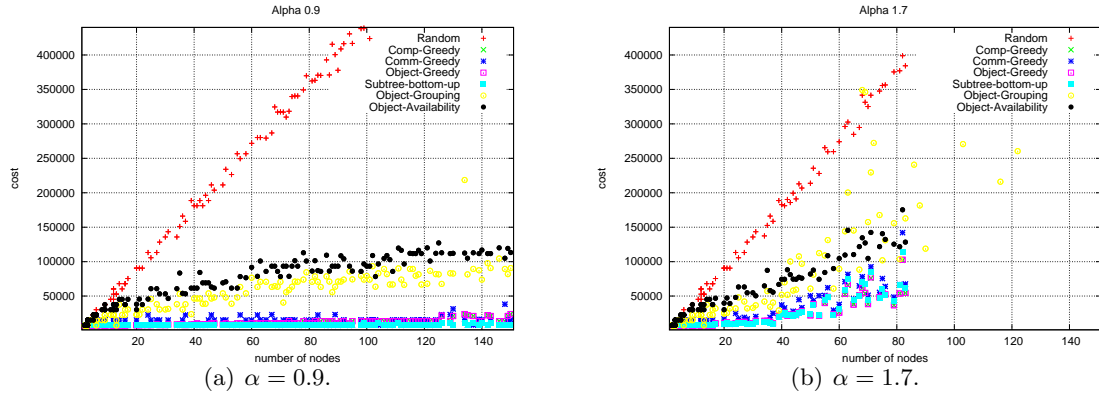 Alpha 0.9
400000
350000
300000
250000
200000
150000
100000
50000
cost
20 40 60 80 100 120 140
number of nodes
Random
Comp-Greedy
Comm-Greedy
Object-Greedy
Subtree-bottom-up
Object-Grouping
Object-Availability
(a) α = 0.9.
Alpha 1.7
400000
350000
300000
250000
200000
150000
100000
50000
cost
20 40 60 80 100 120 140
number of nodes
Random
Comp-Greedy
Comm-Greedy
Object-Greedy
Subtree-bottom-up
Object-Grouping
Object-Availability
(b) α = 1.7.